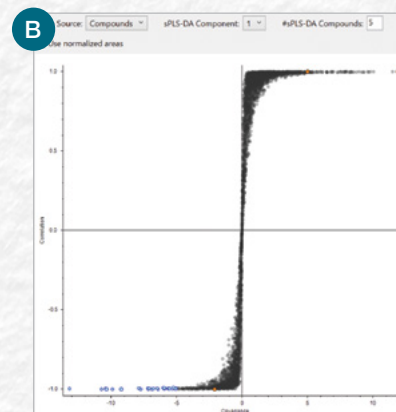 B
Source: Compounds sPLS-DA Component: 1 #sPLS-DA Compounds: 5
Use normalized areas
1.0
0.5
0.0
-0.5
-1.0
Correlation
-10 -5 0 5 10
Covariance